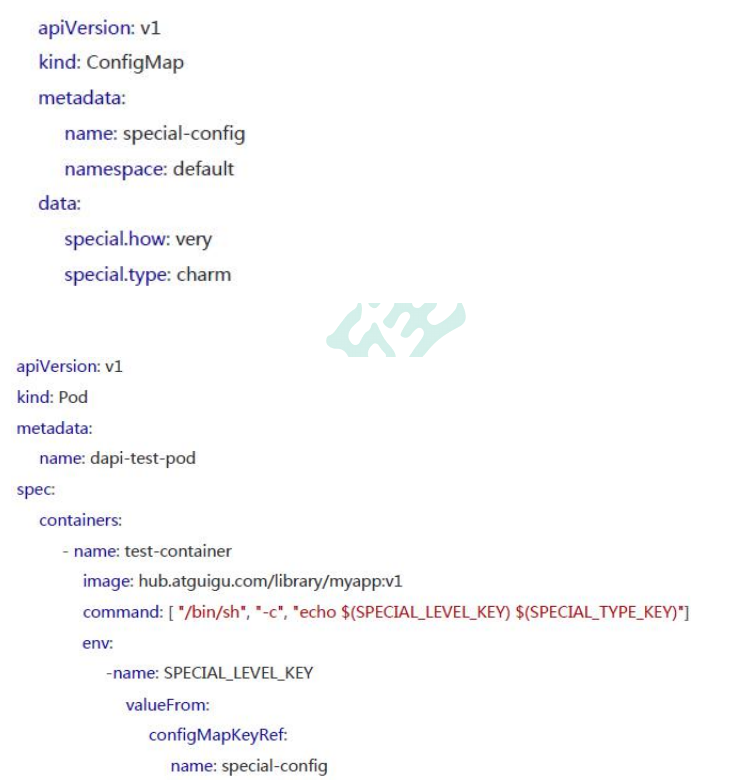 apiVersion: v1
kind: ConfigMap
metadata:
name: special-config
namespace: default
data:
special.how: very
special.type: charm
apiVersion: v1
kind: Pod
metadata:
name: dapi-test-pod
spec:
containers:
- name: test-container
image: hub.atguigu.com/library/myapp:v1
command: [ "/bin/sh", "-c", "echo $(SPECIAL_LEVEL_KEY) $(SPECIAL_TYPE_KEY)"]
env:
-name: SPECIAL_LEVEL_KEY
valueFrom:
configMapKeyRef:
name: special-config